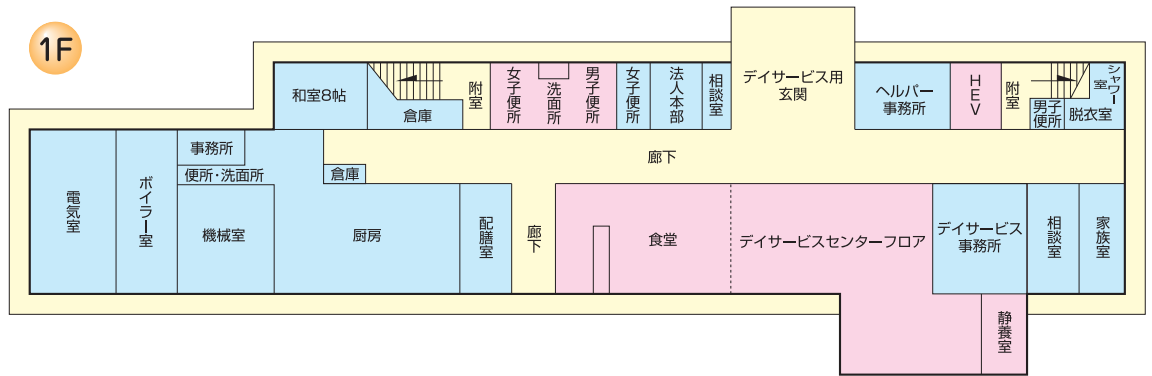 1F
和室8帖
倉庫
附室
女子便所
洗面所
男子便所
女子便所
法人本部
相談室
デイサービス用
玄関
ヘルパー
事務所
HEV
附室
男子
便所
シャワー
室
脱衣室
電気室
ボイラー室
事務所
便所・洗面所
機械室
倉庫
厨房
配膳室
廊下
廊下
食堂
デイサービスセンターフロア
デイサービス
事務所
相談室
家族室
静養室